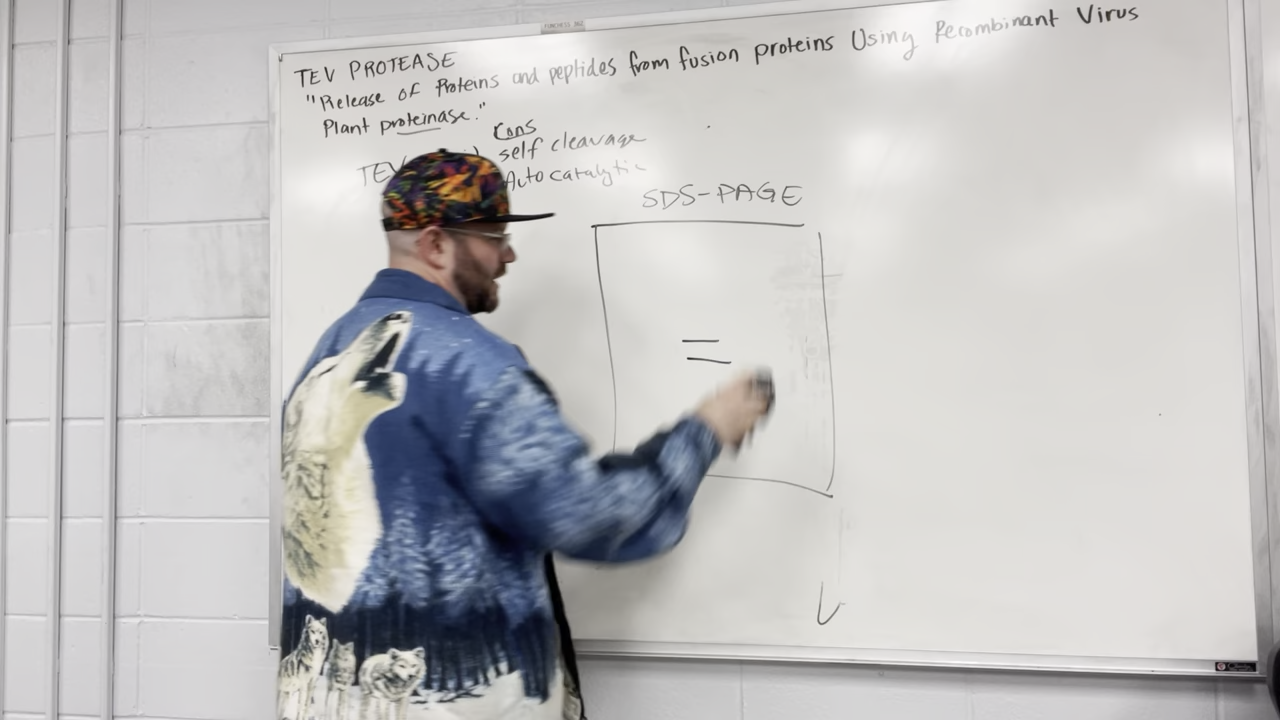 TEV PROTEASE
"Release of Proteins and peptides from fusion proteins Using Recombinant Virus
Plant proteinase."
Cons
TEV self cleavage
Autocatalytic
SDS-PAGE